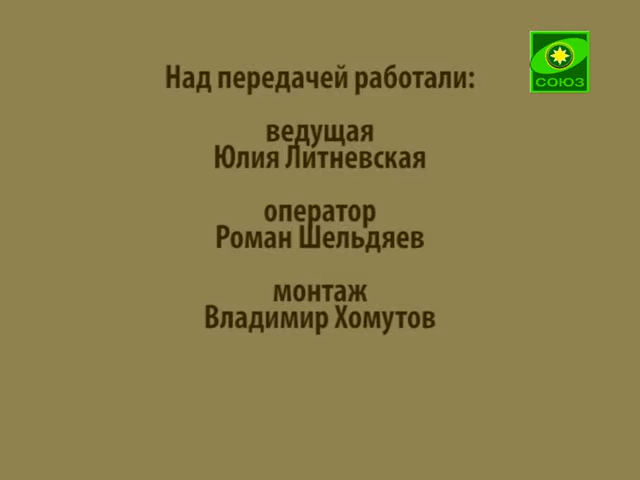 Над передачей работали:
СОЮЗ
ведущая
Юлия Литневская
оператор
Роман Шельдяев
монтаж
Владимир Хомутов